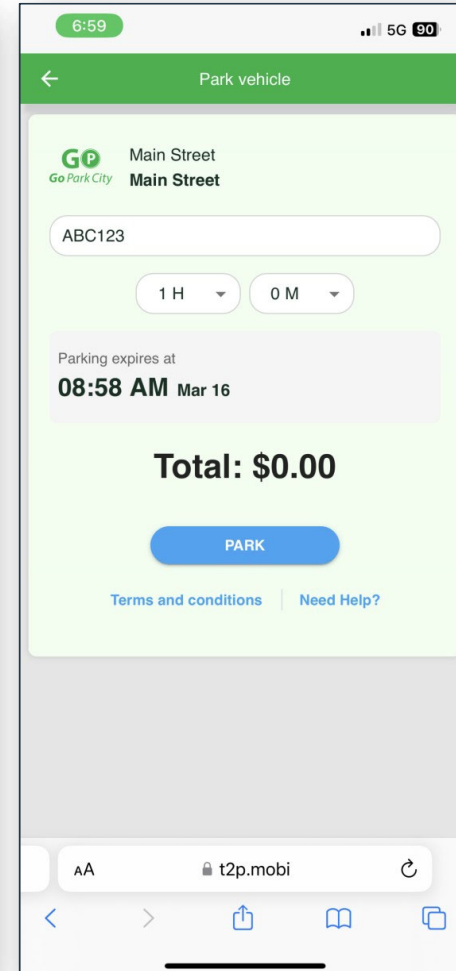 6:59 5G 90
Park vehicle
GP Main Street
Go Park City Main Street
ABC123
1 H 0 M
Parking expires at
08:58 AM Mar 16
Total: $0.00
PARK
Terms and conditions Need Help?
AA t2p.mobi